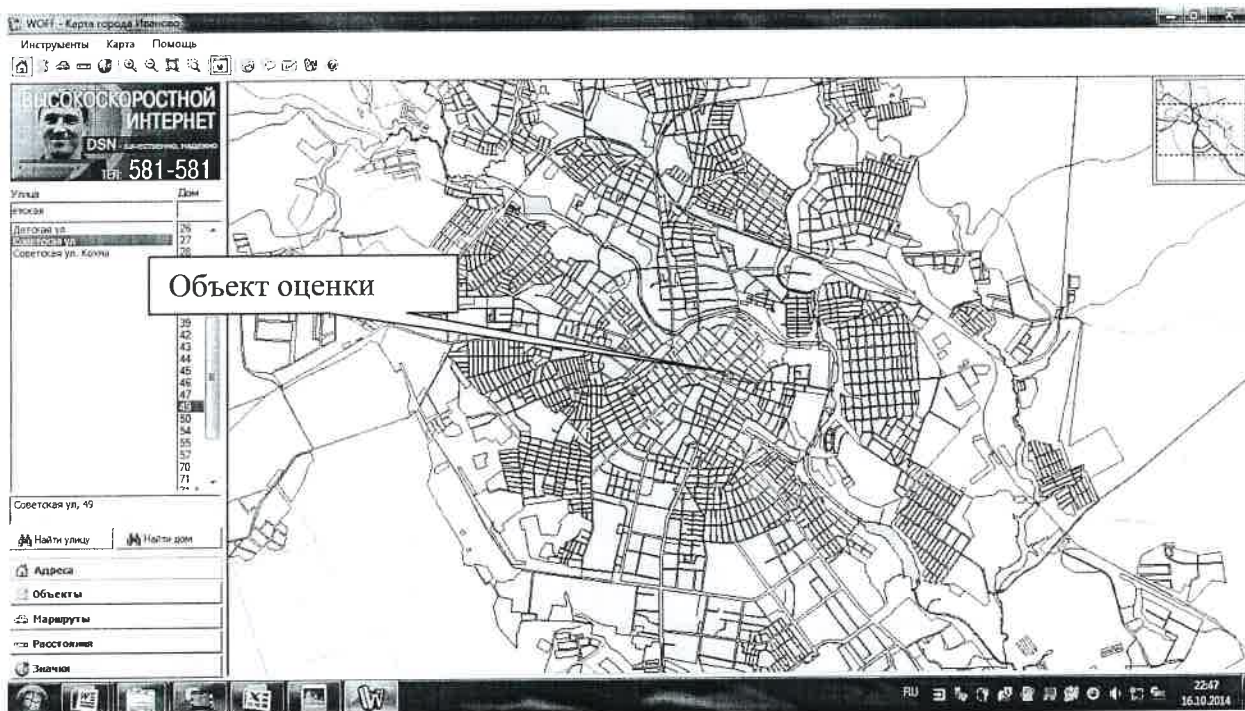 WOFF - Карта города Иваново
Инструменты Карта Помощь
ВЫСОКОСКОРОСТНОЙ
ИНТЕРНЕТ
DSN качественно, надежно
ТЕЛ: 581-581
Улица Дом
етская
Детская ул 26
Советская ул 27
Советская ул. Кохма 28
Объект оценки
39
42
43
44
45
46
47
49
50
54
55
57
70
71
Советская ул, 49
Найти улицу Найти дом
Адреса
Объекты
Маршруты
Расстояния
Значки
RU 22:47
16.10.2014